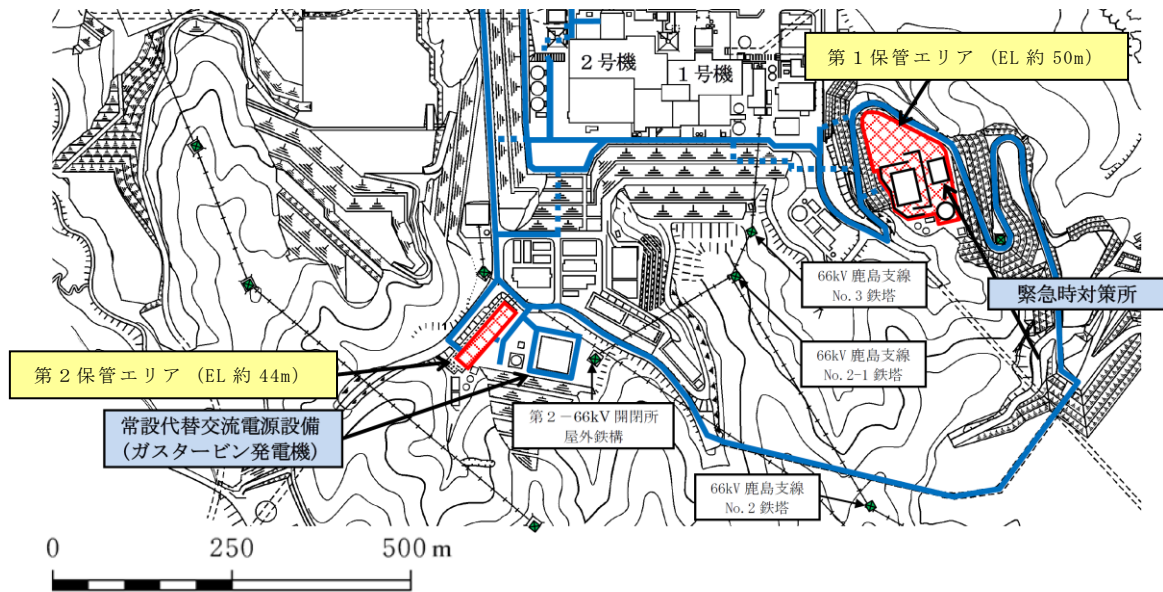 第1保管エリア (EL 約 50m)
2号機
1号機
66kV 鹿島支線
No.3 鉄塔
緊急時対策所
66kV 鹿島支線
No.2-1 鉄塔
第2保管エリア (EL 約 44m)
常設代替交流電源設備
(ガスタービン発電機)
第2－66kV 開閉所
屋外鉄構
66kV 鹿島支線
No.2 鉄塔
0 250 500 m